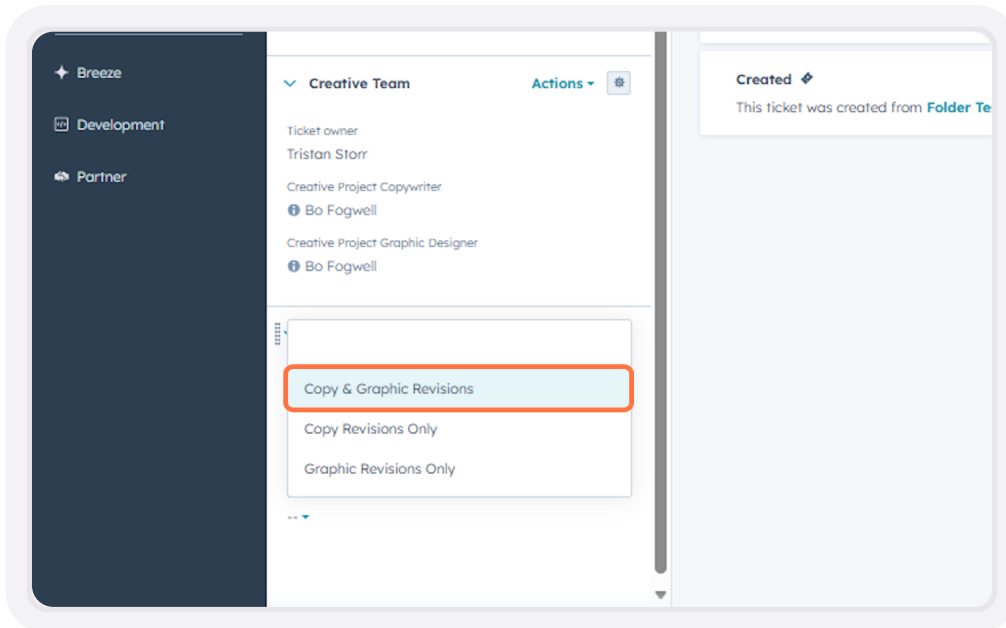 Breeze
Development
Partner
Creative Team
Actions
Ticket owner
Tristan Storr
Creative Project Copywriter
Bo Fogwell
Creative Project Graphic Designer
Bo Fogwell
Copy & Graphic Revisions
Copy Revisions Only
Graphic Revisions Only
--
Created
This ticket was created from Folder Te